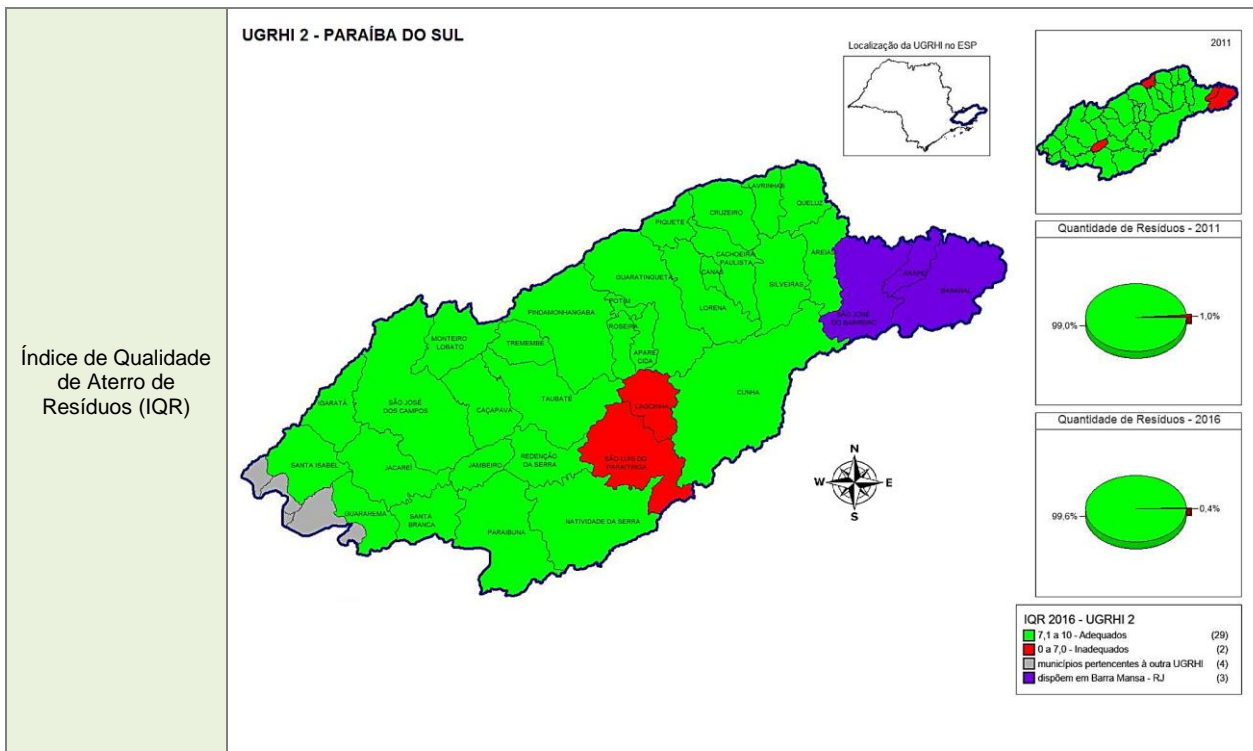 Índice de Qualidade
de Aterro de
Resíduos (IQR)
UGRHI 2 - PARAÍBA DO SUL
Localização da UGRHI no ESP
2011
LAVRINHAS
QUELUZ
CRUZEIRO
PIQUETE
CACHOEIRA
PAULISTA
AREIAS
CANAS
GUARATINGUETÁ
SILVEIRAS
ARAPEÍ
BANANAL
LORENA
SÃO JOSÉ
DO BARREIRO
POTIM
PINDAMONHANGABA
ROSEIRA
MONTEIRO
LOBATO
TREMEMBÉ
APARE
CIDA
CUNHA
IGARATÁ
SÃO JOSÉ
DOS CAMPOS
CAÇAPAVA
TAUBATÉ
LAGOINHA
SANTA ISABEL
JACAREÍ
JAMBEIRO
REDENÇÃO
DA SERRA
SÃO LUÍS DO
PARAITINGA
GUARAREMA
SANTA
BRANCA
PARAIBUNA
NATIVIDADE DA SERRA
N
W
E
S
Quantidade de Resíduos - 2011
99,0%
1,0%
Quantidade de Resíduos - 2016
99,6%
0,4%
IQR 2016 - UGRHI 2
7,1 a 10 - Adequados (29)
0 a 7,0 - Inadequados (2)
municípios pertencentes à outra UGRHI (4)
dispõem em Barra Mansa - RJ (3)